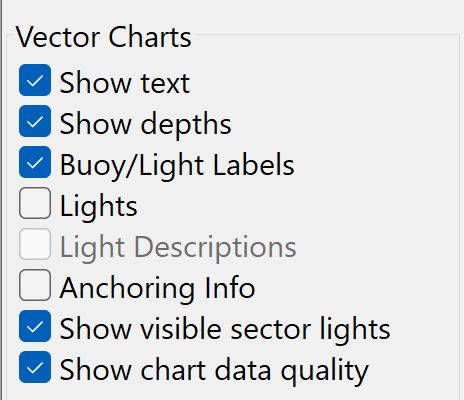 Vector Charts
Show text
Show depths
Buoy/Light Labels
Lights
Light Descriptions
Anchoring Info
Show visible sector lights
Show chart data quality